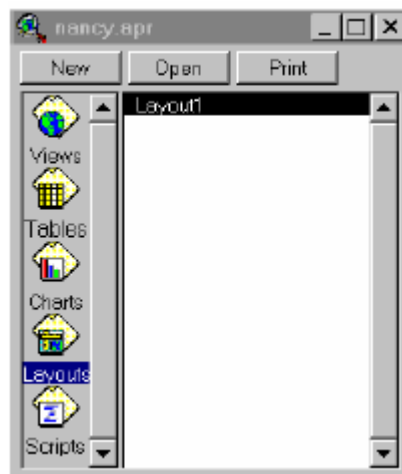 nancy.apr
New Open Print
Layout1
Views
Tables
Charts
Layouts
Scripts